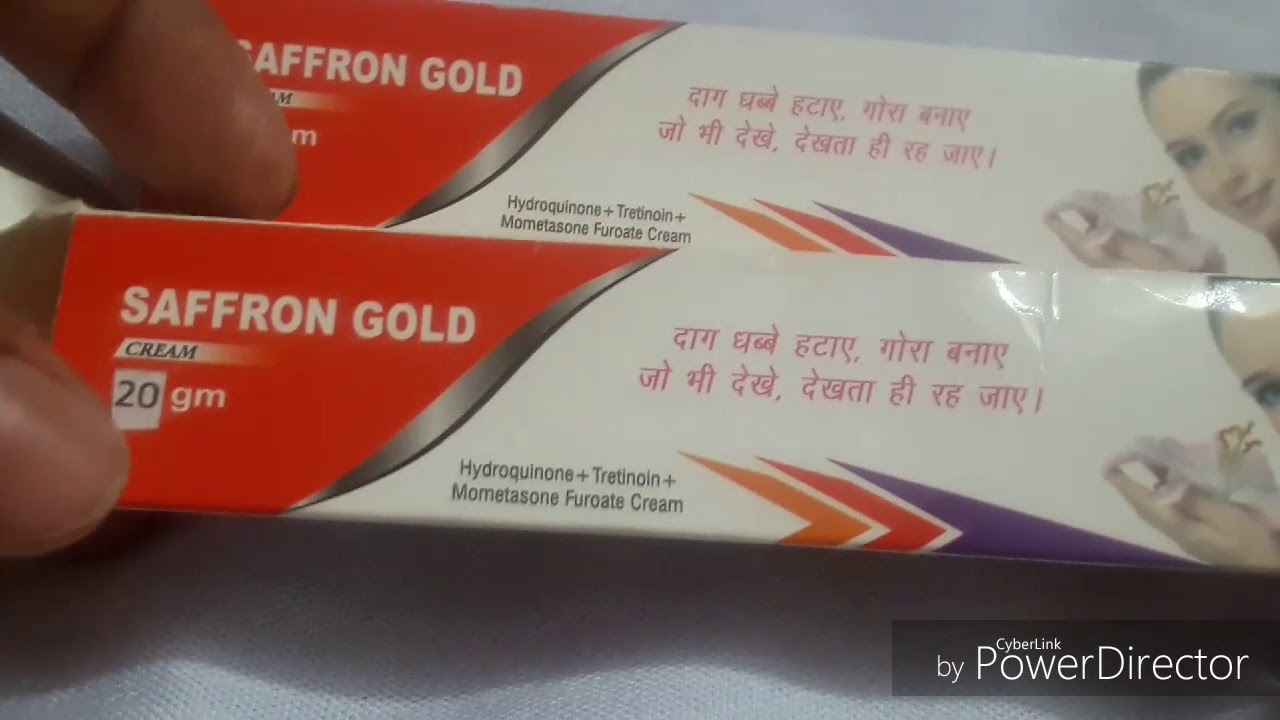 SAFFRON GOLD
दाग धब्बे हटाए, गोरा बनाए
जो भी देखे, देखता ही रह जाए।
Hydroquinone+Tretinoin+
Mometasone Furoate Cream
SAFFRON GOLD
CREAM
20 gm
दाग धब्बे हटाए, गोरा बनाए
जो भी देखे, देखता ही रह जाए।
Hydroquinone+Tretinoin+
Mometasone Furoate Cream
CyberLink
by PowerDirector